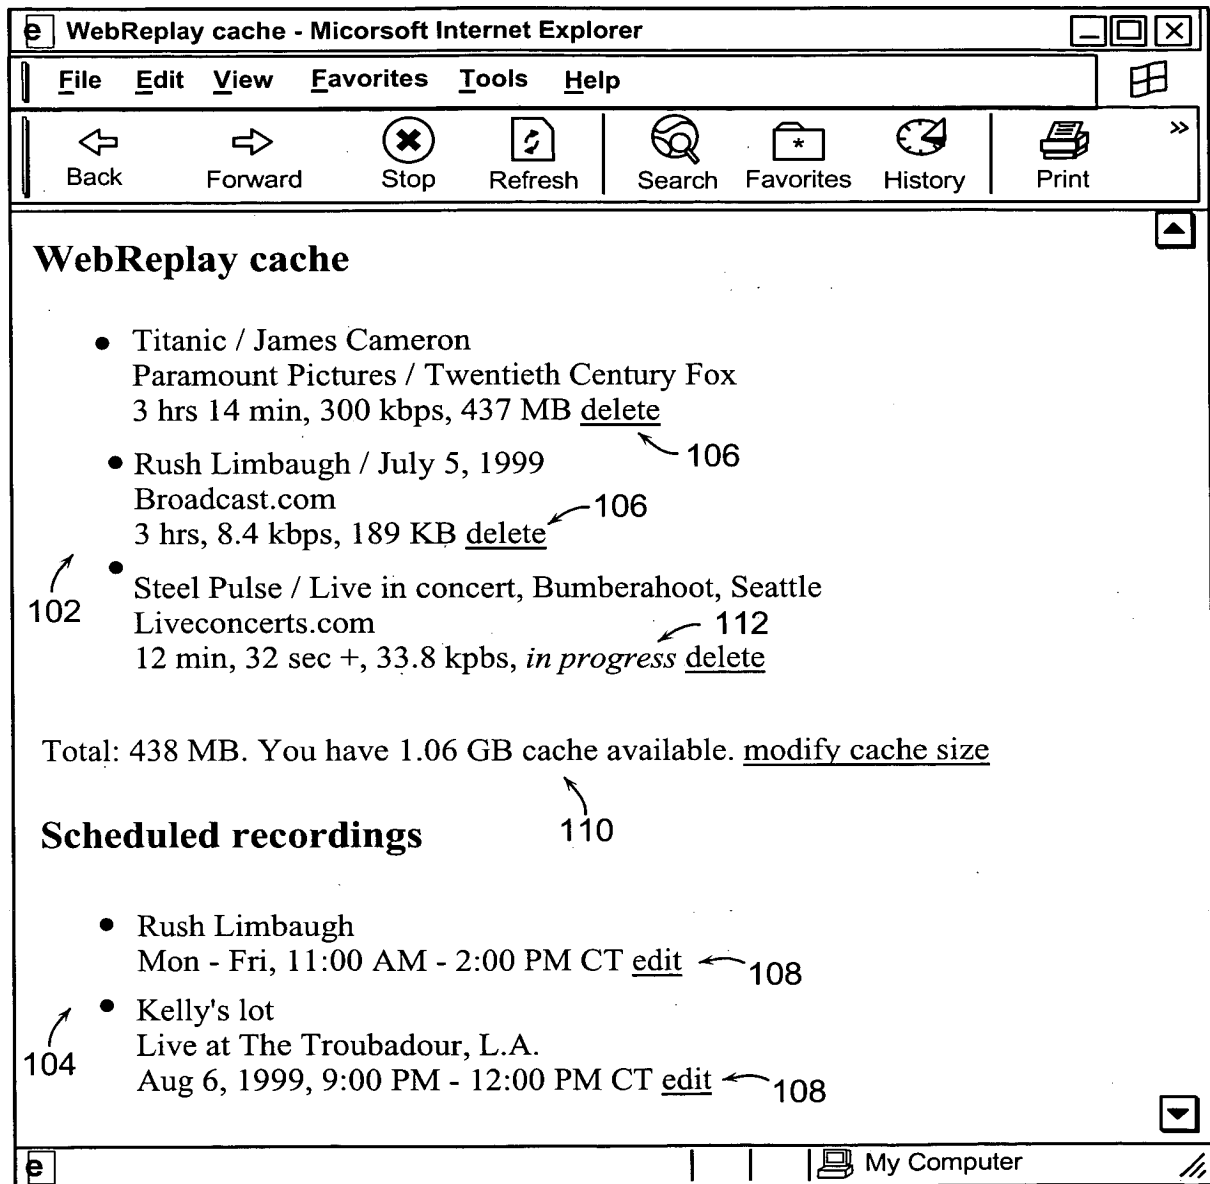 e WebReplay cache - Micorsoft Internet Explorer
File Edit View Favorites Tools Help
Back Forward Stop Refresh Search Favorites History Print »
WebReplay cache
• Titanic / James Cameron
Paramount Pictures / Twentieth Century Fox
3 hrs 14 min, 300 kbps, 437 MB delete
106
• Rush Limbaugh / July 5, 1999
Broadcast.com
106
3 hrs, 8.4 kbps, 189 KB delete
• Steel Pulse / Live in concert, Bumberahoot, Seattle
102
Liveconcerts.com
112
12 min, 32 sec +, 33.8 kpbs, in progress delete
Total: 438 MB. You have 1.06 GB cache available. modify cache size
110
Scheduled recordings
• Rush Limbaugh
Mon - Fri, 11:00 AM - 2:00 PM CT edit
108
• Kelly's lot
Live at The Troubadour, L.A.
104
Aug 6, 1999, 9:00 PM - 12:00 PM CT edit
108
e My Computer